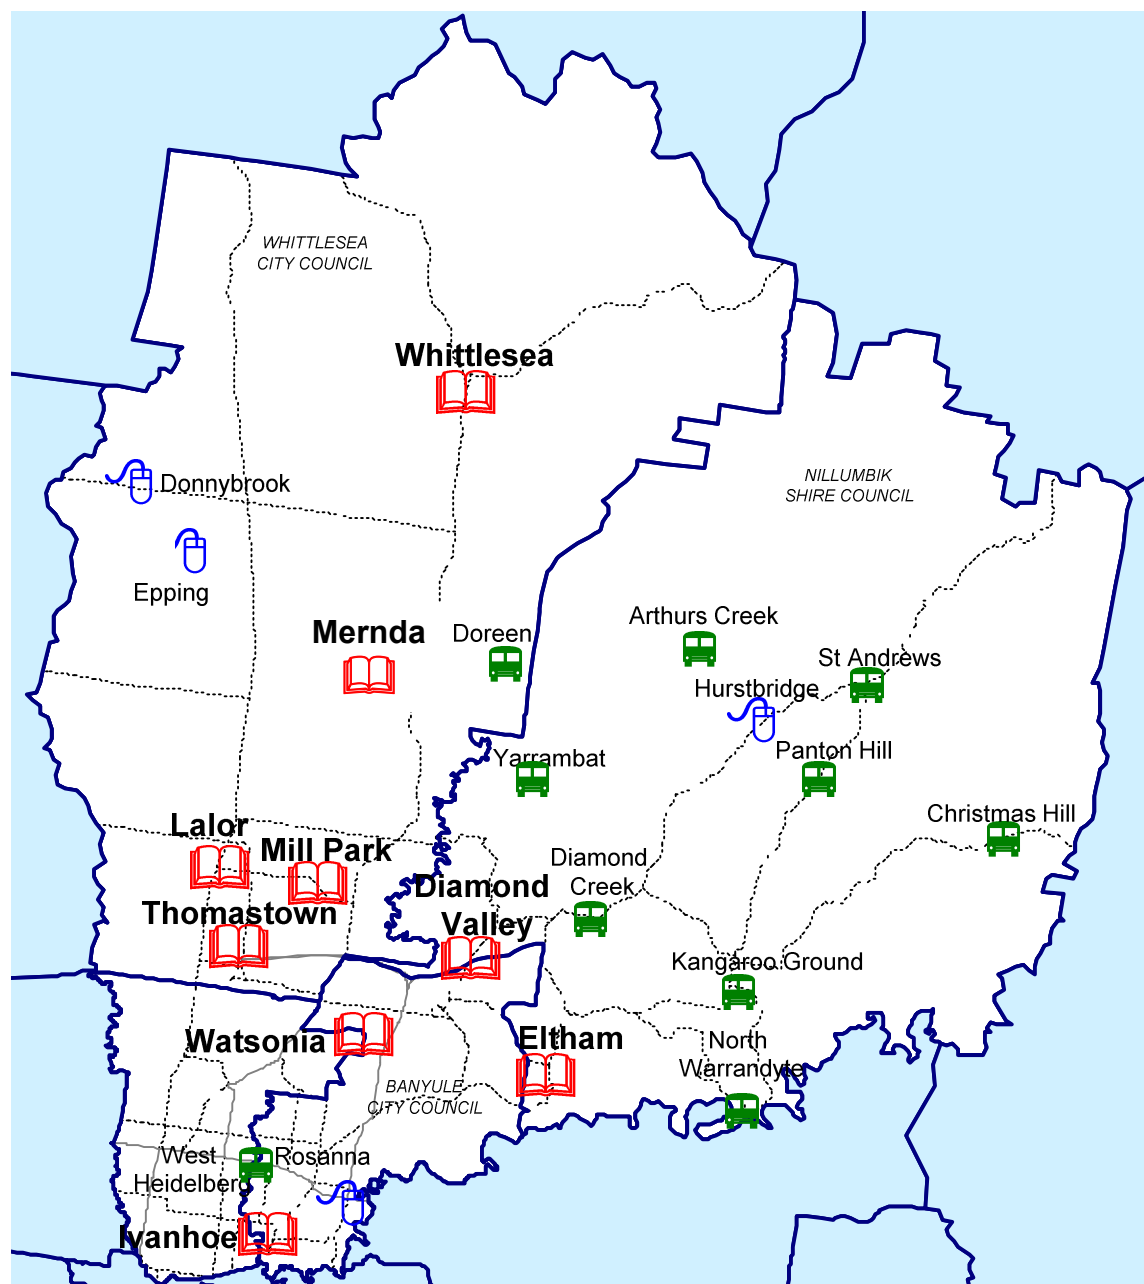 WHITTLESEA
CITY COUNCIL
Whittlesea
Donnybrook
NILLUMBIK
SHIRE COUNCIL
Epping
Arthurs Creek
Mernda
Doreen
St Andrews
Hurstbridge
Yarrambat
Panton Hill
Christmas Hill
Lalor
Mill Park
Diamond
Creek
Diamond
Valley
Thomastown
Kangaroo Ground
Watsonia
Eltham
North
Warrandyte
BANYULE
CITY COUNCIL
West
Heidelberg
Rosanna
Ivanhoe